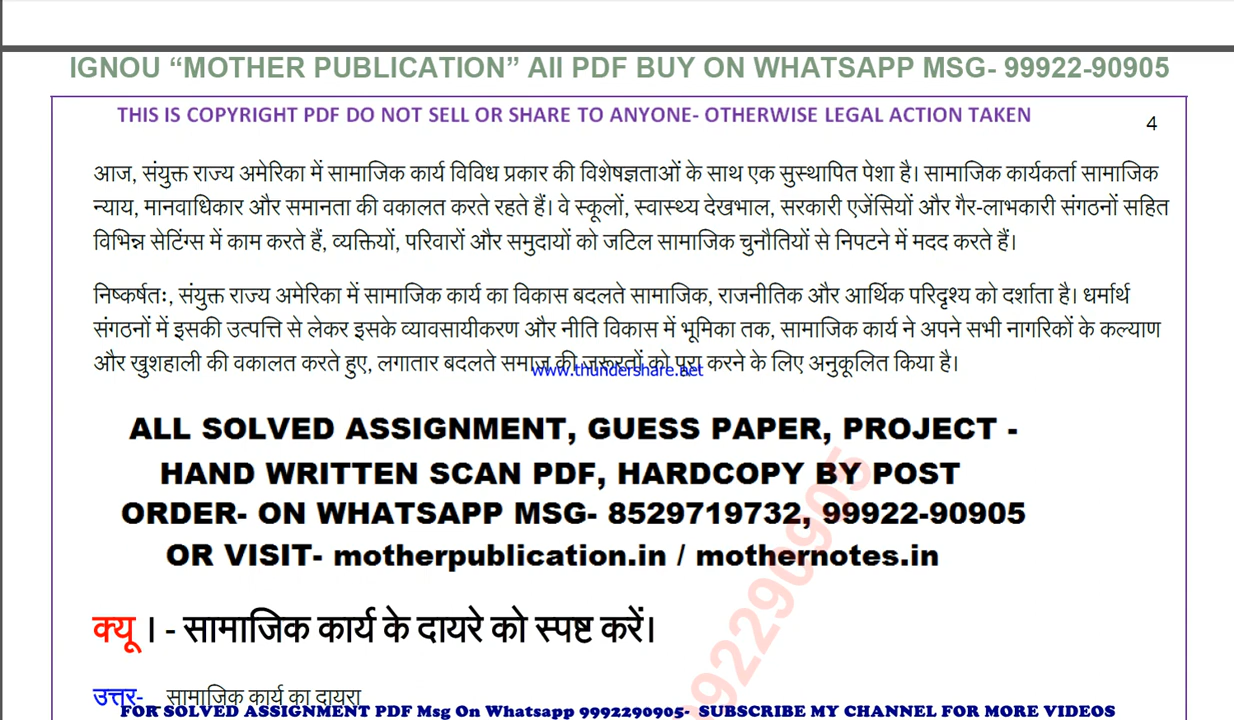 IGNOU “MOTHER PUBLICATION” All PDF BUY ON WHATSAPP MSG- 99922-90905
THIS IS COPYRIGHT PDF DO NOT SELL OR SHARE TO ANYONE- OTHERWISE LEGAL ACTION TAKEN
4
आज, संयुक्त राज्य अमेरिका में सामाजिक कार्य विविध प्रकार की विशेषज्ञताओं के साथ एक सुस्थापित पेशा है। सामाजिक कार्यकर्ता सामाजिक
न्याय, मानवाधिकार और समानता की वकालत करते रहते हैं। वे स्कूलों, स्वास्थ्य देखभाल, सरकारी एजेंसियों और गैर-लाभकारी संगठनों सहित
विभिन्न सेटिंग्स में काम करते हैं, व्यक्तियों, परिवारों और समुदायों को जटिल सामाजिक चुनौतियों से निपटने में मदद करते हैं।
निष्कर्षतः, संयुक्त राज्य अमेरिका में सामाजिक कार्य का विकास बदलते सामाजिक, राजनीतिक और आर्थिक परिदृश्य को दर्शाता है। धर्मार्थ
संगठनों में इसकी उत्पत्ति से लेकर इसके व्यावसायीकरण और नीति विकास में भूमिका तक, सामाजिक कार्य ने अपने सभी नागरिकों के कल्याण
और खुशहाली की वकालत करते हुए, लगातार बदलते समाज की जरूरतों को पूरा करने के लिए अनुकूलित किया है।
www.thundershare.net
ALL SOLVED ASSIGNMENT, GUESS PAPER, PROJECT -
HAND WRITTEN SCAN PDF, HARDCOPY BY POST
ORDER- ON WHATSAPP MSG- 8529719732, 99922-90905
OR VISIT- motherpublication.in / mothernotes.in
9922990905
क्यू । - सामाजिक कार्य के दायरे को स्पष्ट करें।
उत्तर- सामाजिक कार्य का दायरा
FOR SOLVED ASSIGNMENT PDF Msg On Whatsapp 9992290905- SUBSCRIBE MY CHANNEL FOR MORE VIDEOS